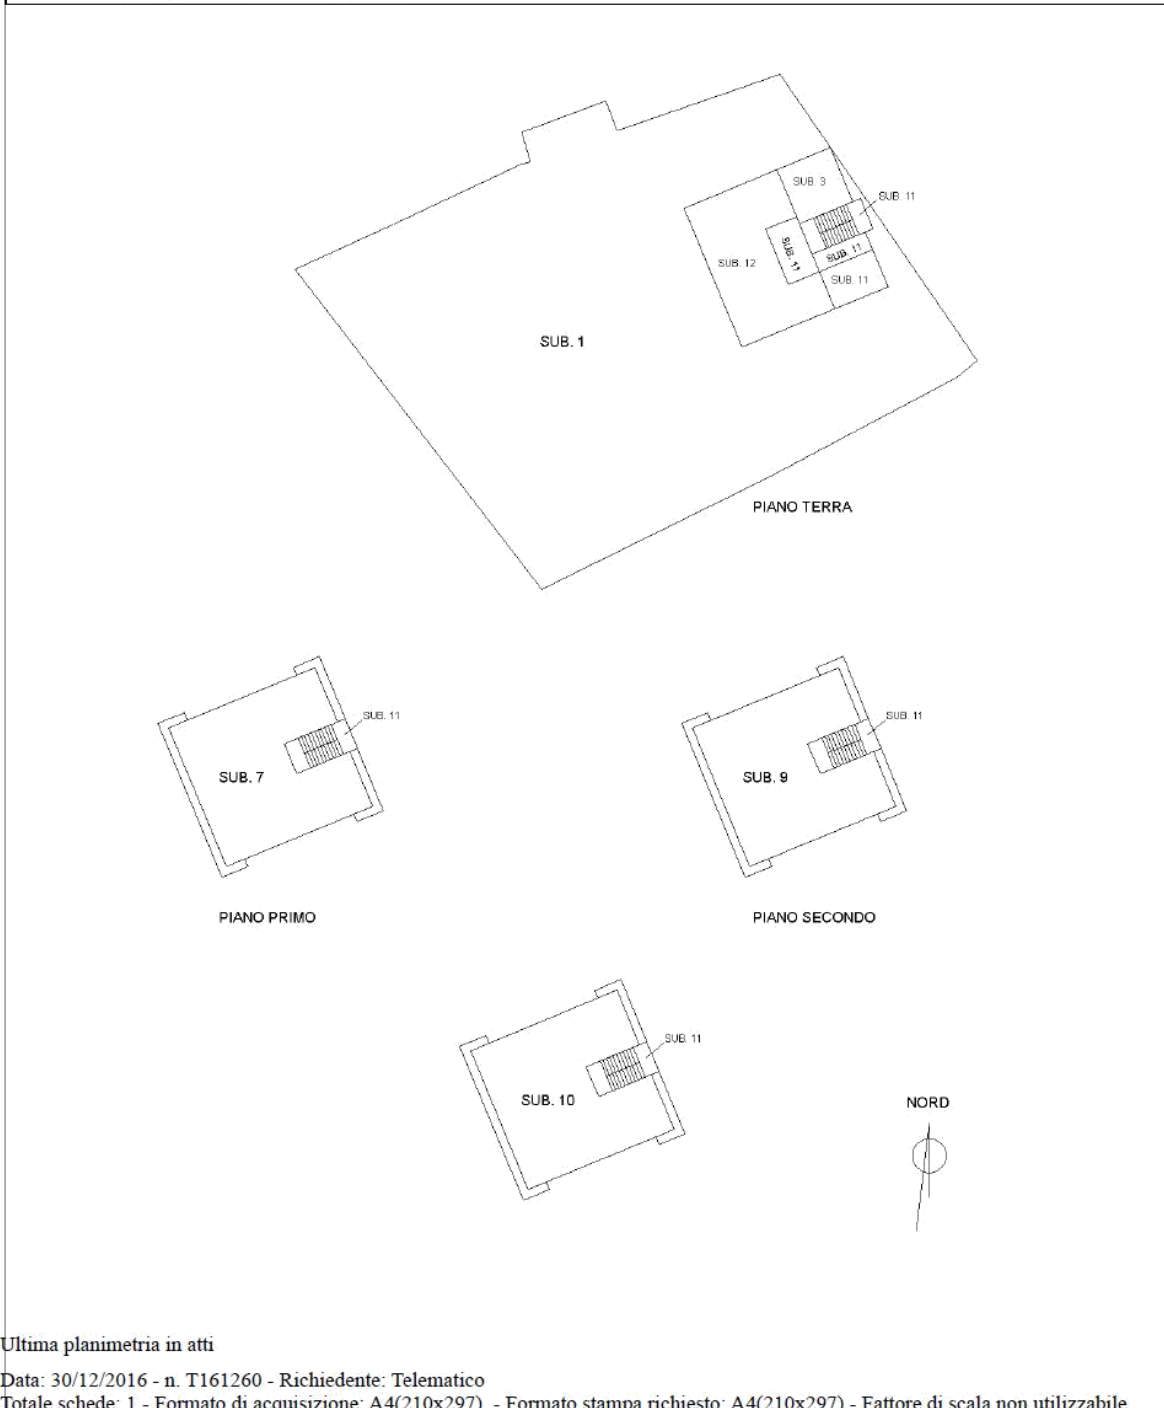 SUB. 3
SUB. 11
SUB. 11
SUB. 11
SUB. 12
SUB. 11
SUB. 1
PIANO TERRA
SUB. 11
SUB. 7
PIANO PRIMO
SUB. 11
SUB. 9
PIANO SECONDO
SUB. 11
SUB. 10
NORD
Ultima planimetria in atti
Data: 30/12/2016 - n. T161260 - Richiedente: Telematico
Totale schede: 1 - Formato di acquisizione: A4(210x297) - Formato stampa richiesto: A4(210x297) - Fattore di scala non utilizzabile